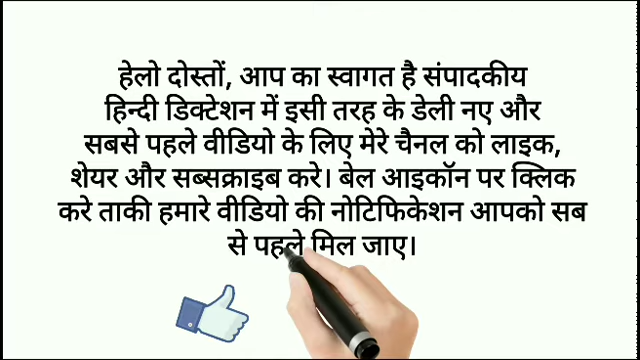 हेलो दोस्तों, आप का स्वागत है संपादकीय
हिन्दी डिक्टेशन में इसी तरह के डेली नए और
सबसे पहले वीडियो के लिए मेरे चैनल को लाइक,
शेयर और सब्सक्राइब करे। बेल आइकॉन पर क्लिक
करे ताकी हमारे वीडियो की नोटिफिकेशन आपको सब
से पहले मिल जाए।